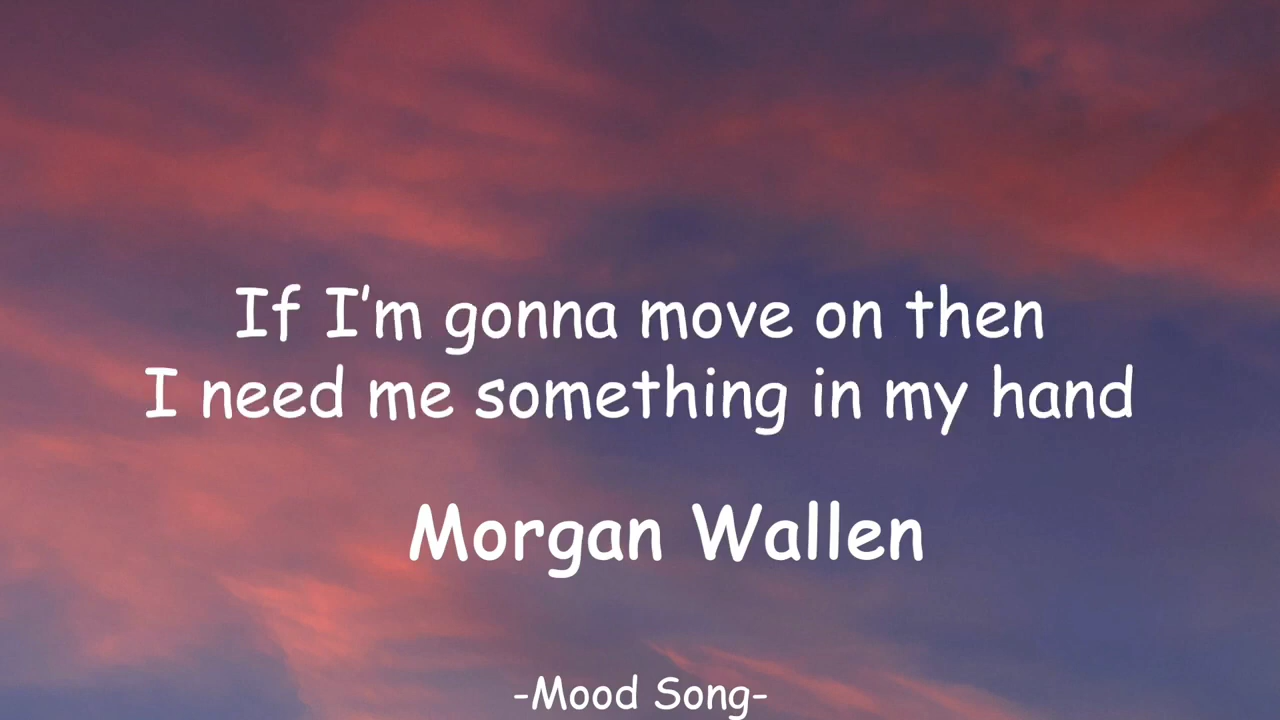 If I'm gonna move on then
I need me something in my hand
Morgan Wallen
-Mood Song-